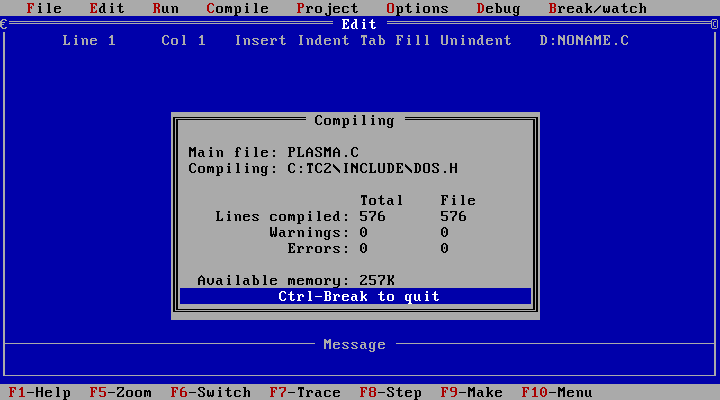 File Edit Run Compile Project Options Debug Break/watch
Edit
Line 1 Col 1 Insert Indent Tab Fill Unindent D:NONAME.C
Compiling
Main file: PLASMA.C
Compiling: C:TC2\INCLUDE\DOS.H
Total File
Lines compiled: 576 576
Warnings: 0 0
Errors: 0 0
Available memory: 257K
Ctrl-Break to quit
Message
F1-Help F5-Zoom F6-Switch F7-Trace F8-Step F9-Make F10-Menu